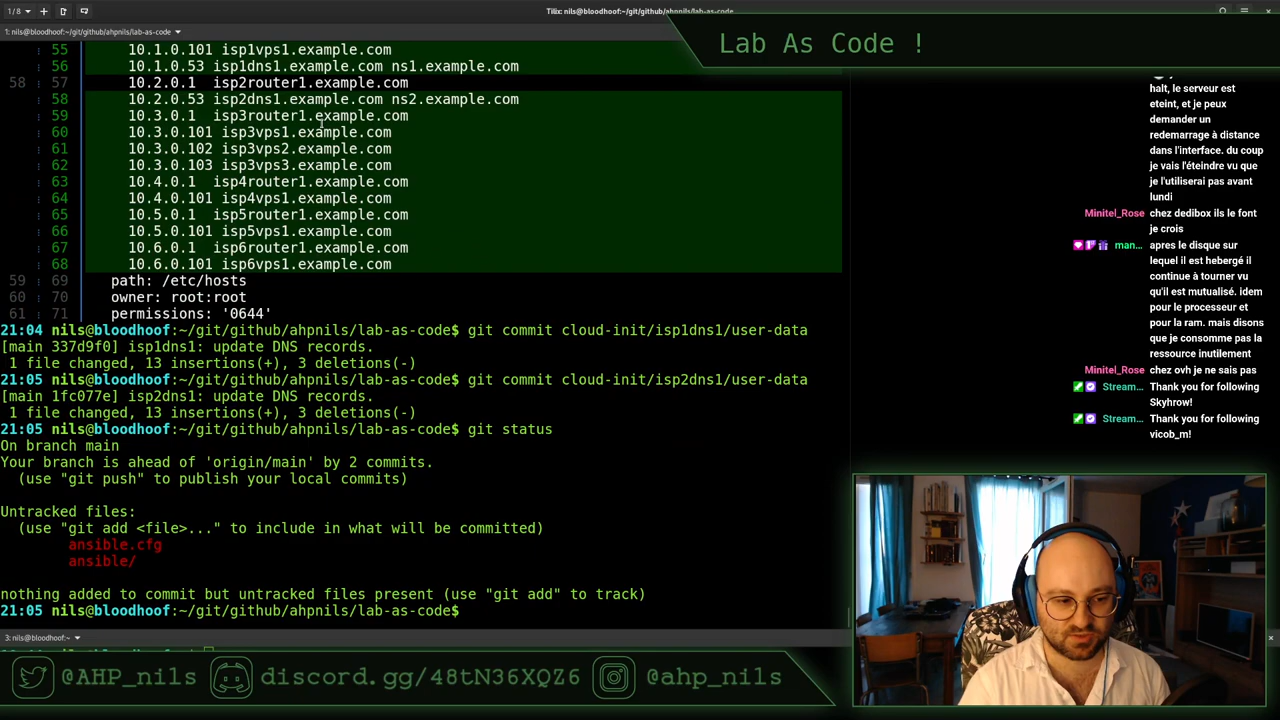 1/8
Tilix: nils@bloodhoof:~/git/github/ahpnils/lab-as-code
1: nils@bloodhoof:~/git/github/ahpnils/lab-as-code
Lab As Code !
55 10.1.0.101 isp1vps1.example.com
56 10.1.0.53 isp1dns1.example.com ns1.example.com
58 57 10.2.0.1 isp2router1.example.com
58 10.2.0.53 isp2dns1.example.com ns2.example.com
59 10.3.0.1 isp3router1.example.com
60 10.3.0.101 isp3vps1.example.com
61 10.3.0.102 isp3vps2.example.com
62 10.3.0.103 isp3vps3.example.com
63 10.4.0.1 isp4router1.example.com
64 10.4.0.101 isp4vps1.example.com
65 10.5.0.1 isp5router1.example.com
66 10.5.0.101 isp5vps1.example.com
67 10.6.0.1 isp6router1.example.com
68 10.6.0.101 isp6vps1.example.com
59 69 path: /etc/hosts
60 70 owner: root:root
61 71 permissions: '0644'
21:04 nils@bloodhoof:~/git/github/ahpnils/lab-as-code$ git commit cloud-init/isp1dns1/user-data
[main 337d9f0] isp1dns1: update DNS records.
1 file changed, 13 insertions(+), 3 deletions(-)
21:05 nils@bloodhoof:~/git/github/ahpnils/lab-as-code$ git commit cloud-init/isp2dns1/user-data
[main 1fc077e] isp2dns1: update DNS records.
1 file changed, 13 insertions(+), 3 deletions(-)
21:05 nils@bloodhoof:~/git/github/ahpnils/lab-as-code$ git status
On branch main
Your branch is ahead of 'origin/main' by 2 commits.
(use "git push" to publish your local commits)
Untracked files:
(use "git add <file>..." to include in what will be committed)
ansible.cfg
ansible/
nothing added to commit but untracked files present (use "git add" to track)
21:05 nils@bloodhoof:~/git/github/ahpnils/lab-as-code$
3: nils@bloodhoof:~
halt, le serveur est
eteint, et je peux
demander un
redemarrage à distance
dans l'interface. du coup
je vais l'éteindre vu que
je l'utiliserai pas avant
lundi
Minitel_Rose chez dedibox ils le font
je crois
man... apres le disque sur
lequel il est hebergé il
continue à tourner vu
qu'il est mutualisé. idem
pour le processeur et
pour la ram. mais disons
que je consomme pas la
ressource inutilement
Minitel_Rose chez ovh je ne sais pas
Stream... Thank you for following
Skyhrow!
Stream... Thank you for following
vicob_m!
@AHP_nils
discord.gg/48tN36XQZ6
@ahp_nils